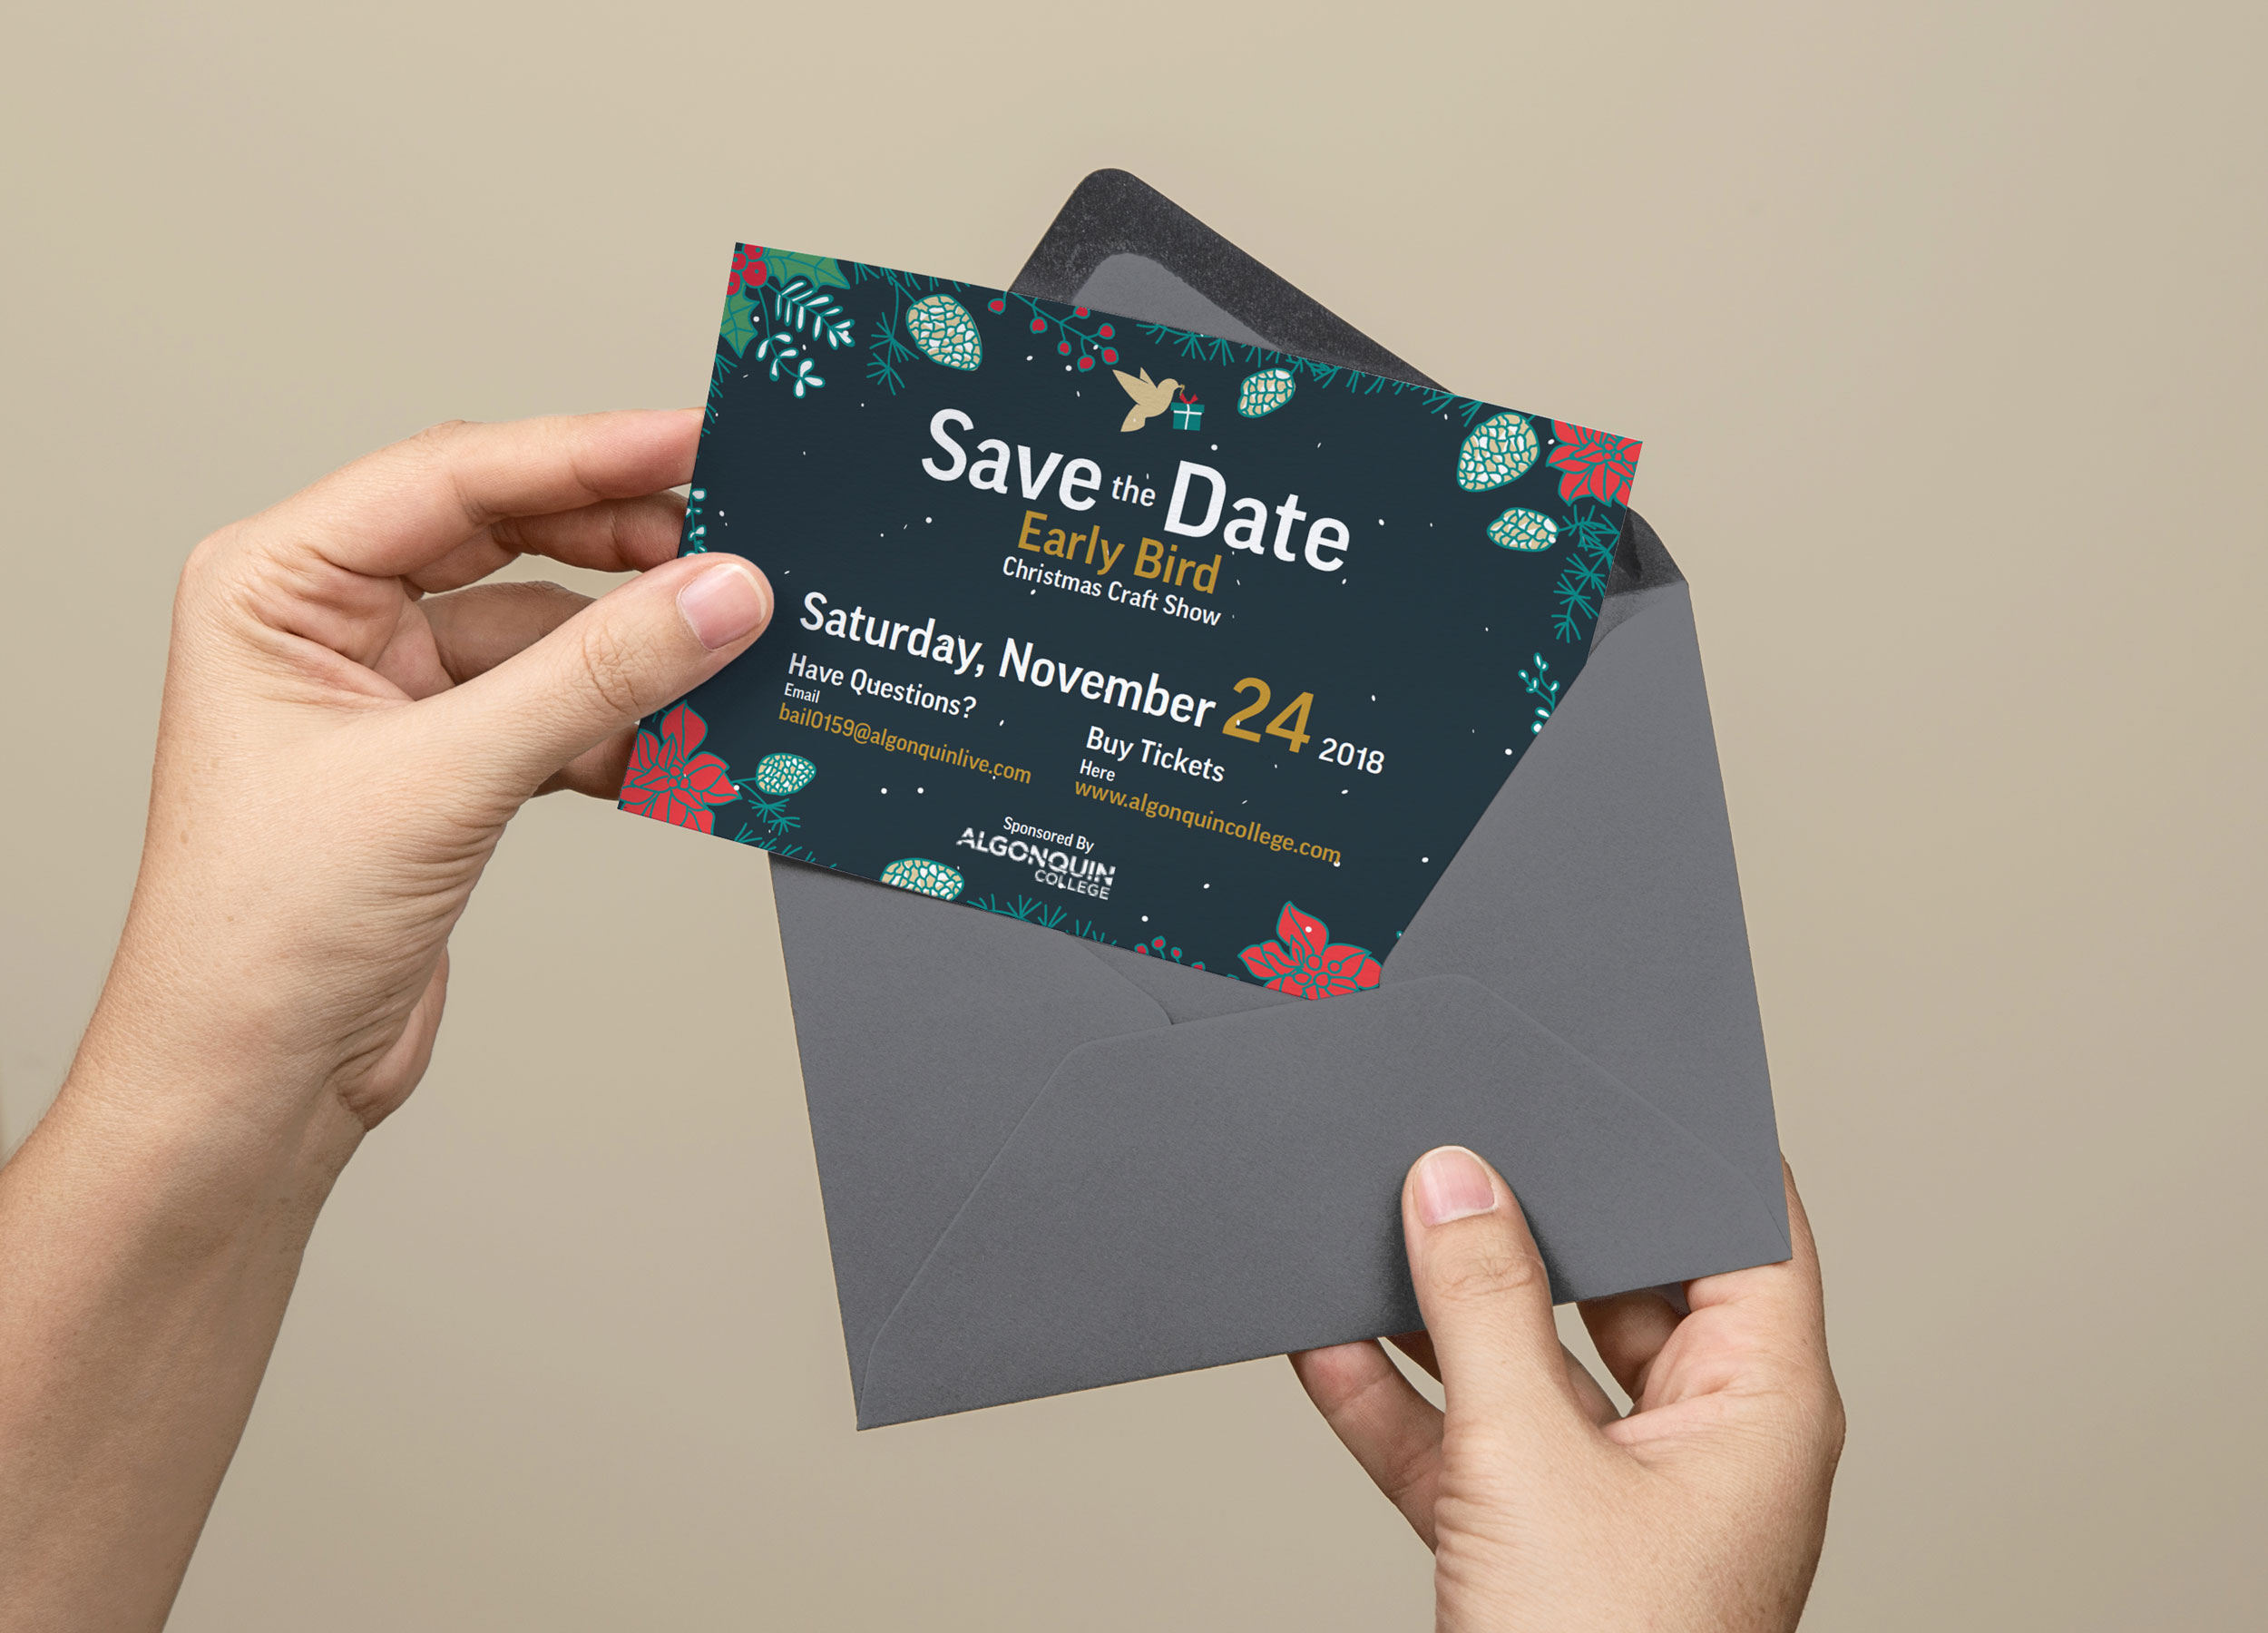 Save the Date
Early Bird
Christmas Craft Show
Saturday, November 24 2018
Have Questions?
Email
bail0159@algonquinlive.com
Buy Tickets
Here
www.algonquincollege.com
Sponsored By
ALGONQUIN
COLLEGE